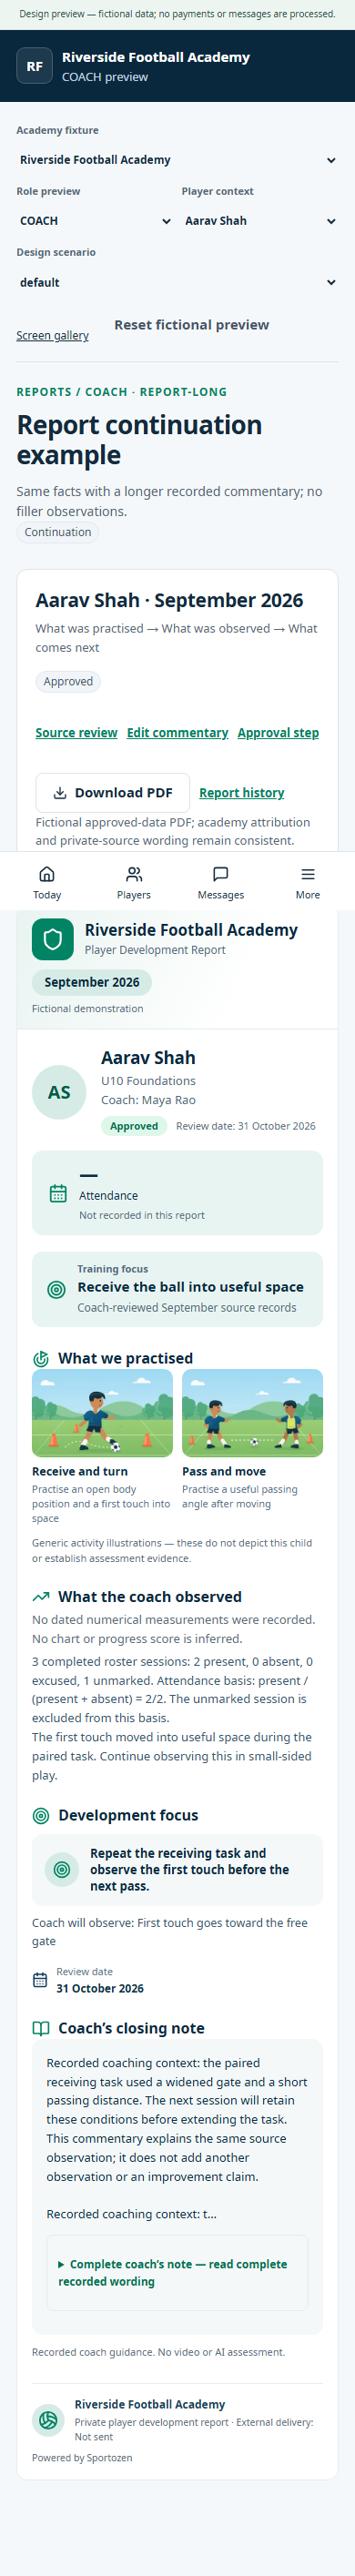 Design preview — fictional data; no payments or messages are processed.
RF
Riverside Football Academy
COACH preview
Academy fixture
Riverside Football Academy
Role preview
Player context
COACH
Aarav Shah
Design scenario
default
Screen gallery
Reset fictional preview
REPORTS / COACH · REPORT-LONG
Report continuation
example
Same facts with a longer recorded commentary; no
filler observations.
Continuation
Aarav Shah · September 2026
What was practised → What was observed → What
comes next
Approved
Source review
Edit commentary
Approval step
Download PDF
Report history
Fictional approved-data PDF; academy attribution
and private-source wording remain consistent.
Today
Players
Messages
More
Riverside Football Academy
Player Development Report
September 2026
Fictional demonstration
AS
Aarav Shah
U10 Foundations
Coach: Maya Rao
Approved
Review date: 31 October 2026
—
Attendance
Not recorded in this report
Training focus
Receive the ball into useful space
Coach-reviewed September source records
What we practised
Receive and turn
Practise an open body
position and a first touch into
space
Pass and move
Practise a useful passing
angle after moving
Generic activity illustrations — these do not depict this child
or establish assessment evidence.
What the coach observed
No dated numerical measurements were recorded.
No chart or progress score is inferred.
3 completed roster sessions: 2 present, 0 absent, 0
excused, 1 unmarked. Attendance basis: present /
(present + absent) = 2/2. The unmarked session is
excluded from this basis.
The first touch moved into useful space during the
paired task. Continue observing this in small-sided
play.
Development focus
Repeat the receiving task and
observe the first touch before the
next pass.
Coach will observe: First touch goes toward the free
gate
Review date
31 October 2026
Coach’s closing note
Recorded coaching context: the paired
receiving task used a widened gate and a short
passing distance. The next session will retain
these conditions before extending the task.
This commentary explains the same source
observation; it does not add another
observation or an improvement claim.
Recorded coaching context: t...
Complete coach’s note — read complete
recorded wording
Recorded coach guidance. No video or AI assessment.
Riverside Football Academy
Private player development report · External delivery:
Not sent
Powered by Sportozen